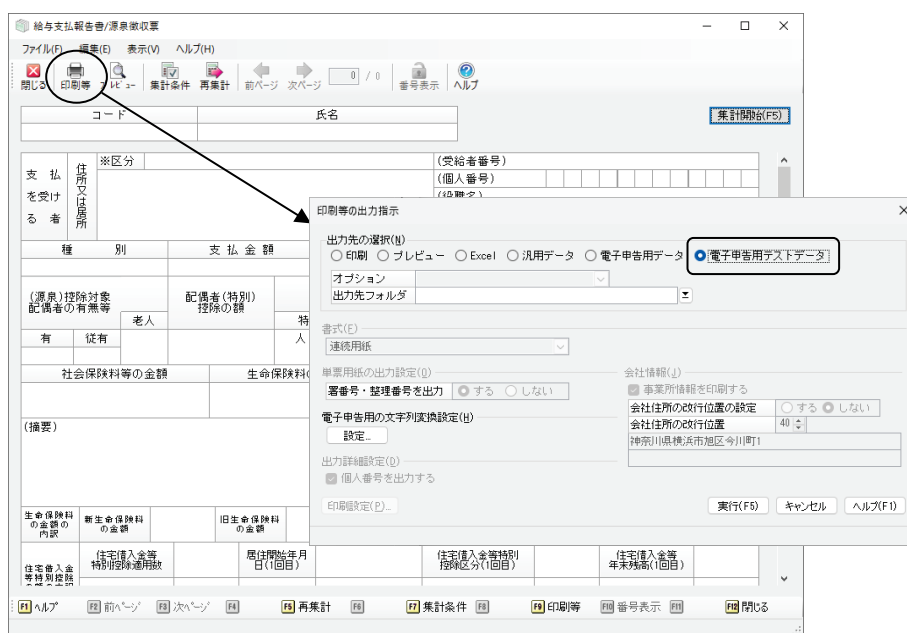 給与支払報告書/源泉徴収票
ファイル(F) 編集(E) 表示(V) ヘルプ(H)
閉じる 印刷等 ﾌﾟﾚﾋﾞｭｰ 集計条件 再集計 前ページ 次ページ 0 / 0 番号表示 ヘルプ
コード 氏名 集計開始(F5)
支払を受ける者 住所又は居所 ※区分 (受給者番号)
(個人番号)
(役職名)
種別 支払金額
(源泉)控除対象配偶者の有無等 老人 配偶者(特別)控除の額 特
有 従有 人
社会保険料等の金額 生命保険料
(摘要)
生命保険料の金額の内訳 新生命保険料の金額 旧生命保険料の金額
住宅借入金等特別控除の額の内訳 住宅借入金等特別控除適用数 居住開始年月日(1回目) 住宅借入金等特別控除区分(1回目) 住宅借入金等年末残高(1回目)
F1 ヘルプ F2 前ページ F3 次ページ F4 F5 再集計 F6 F7 集計条件 F8 F9 印刷等 F10 番号表示 F11 F12 閉じる
印刷等の出力指示
出力先の選択(N)
印刷 プレビュー Excel 汎用データ 電子申告用データ 電子申告用テストデータ
オプション
出力先フォルダ
書式(E)
連続用紙
単票用紙の出力設定(O)
署番号・整理番号を出力 する しない
電子申告用の文字列変換設定(H)
設定...
出力詳細設定(D)
個人番号を出力する
会社情報(J)
事業所情報を印刷する
会社住所の改行位置の設定 する しない
会社住所の改行位置 40
神奈川県横浜市旭区今川町1
印刷設定(P)... 実行(F5) キャンセル ヘルプ(F1)